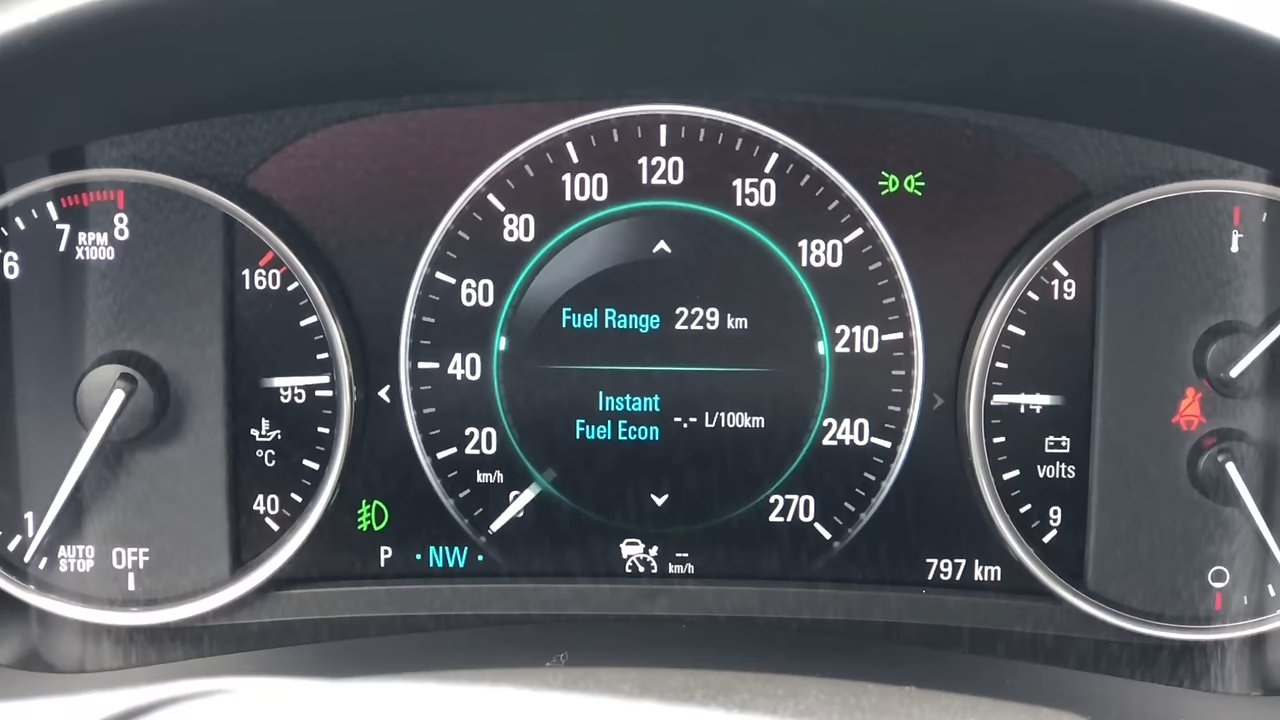 6
7
8
RPM
X1000
1
AUTO
STOP
OFF
160
95
°C
40
20
40
60
80
100
120
150
180
210
240
270
km/h
0
Fuel Range 229 km
Instant
Fuel Econ -.- L/100km
P
· NW ·
--
km/h
797 km
19
14
volts
9